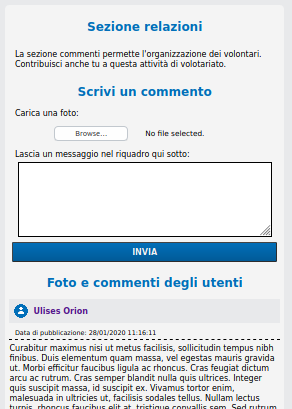 Sezione relazioni
La sezione commenti permette l'organizzazione dei volontari.
Contribuisci anche tu a questa attività di volotariato.
Scrivi un commento
Carica una foto:
Browse... No file selected.
Lascia un messaggio nel riquadro qui sotto:
INVIA
Foto e commenti degli utenti
Ulises Orion
Data di pubblicazione: 28/01/2020 11:16:11
Curabitur maximus nisi ut metus facilisis, sollicitudin tempus nibh
finibus. Duis elementum quam massa, vel egestas mauris gravida
ut. Morbi efficitur faucibus ligula ac rhoncus. Cras feugiat dictum
arcu ac rutrum. Cras semper blandit nulla quis ultrices. Integer
quis suscipit massa, id suscipit ex. Vivamus tortor enim,
malesuada in ultricies ut, facilisis sodales tellus. Nullam lectus
turpis, rhoncus faucibus elit at, tristique convallis sem. Sed rutrum